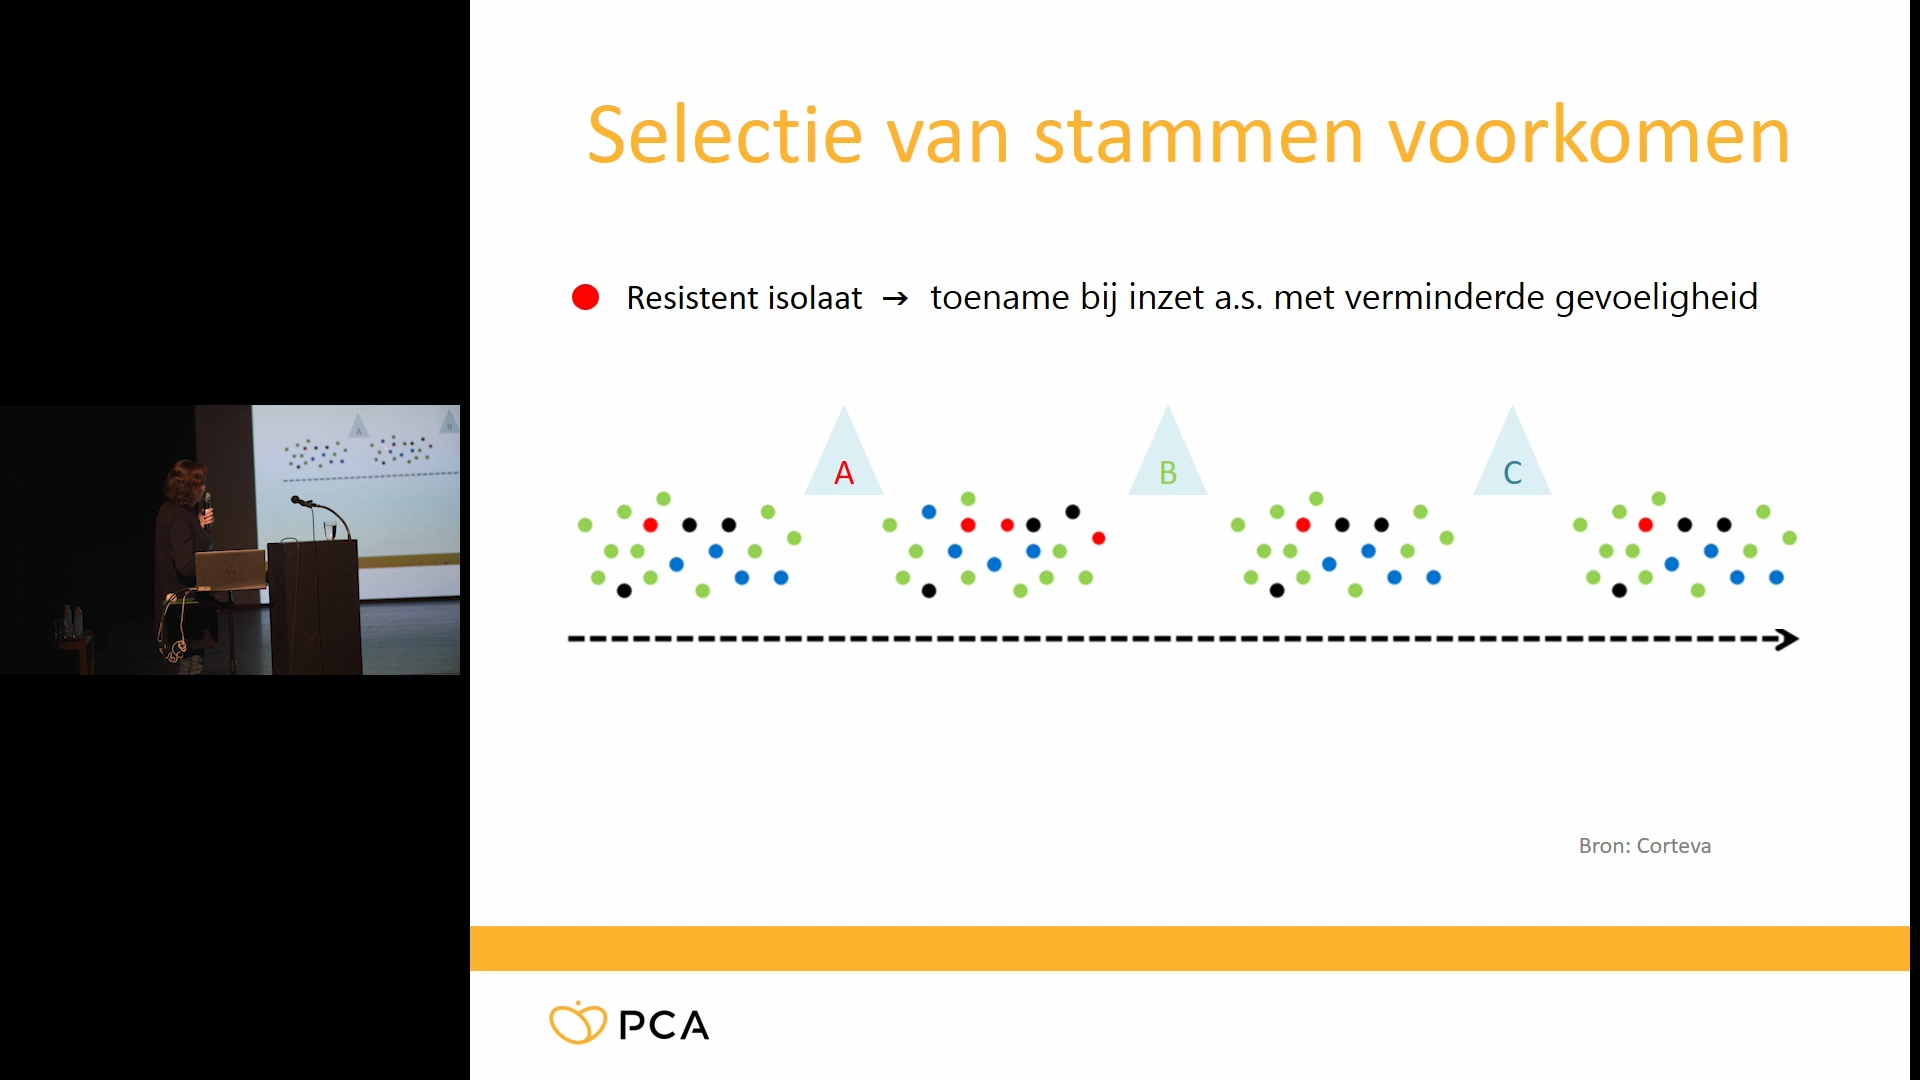 Selectie van stammen voorkomen
Resistent isolaat → toename bij inzet a.s. met verminderde gevoeligheid
A B C
Bron: Corteva
PCA
A B